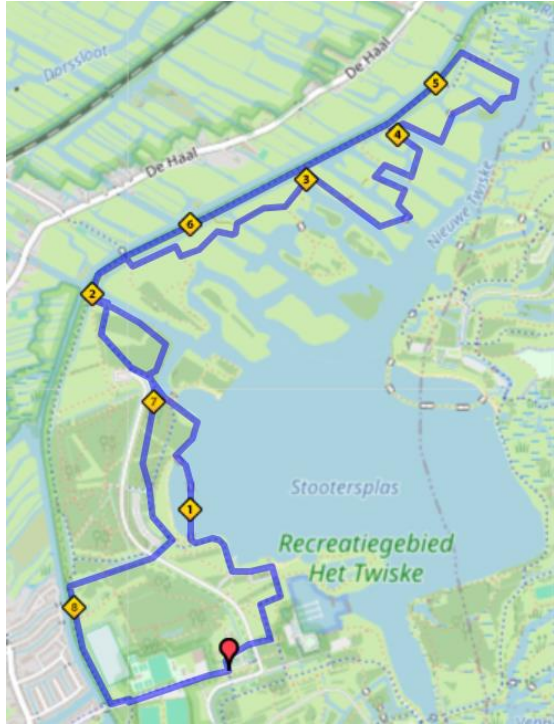 Dorssloot
De Haal
De Haal
5
4
3
Nieuwe Twiske
6
2
7
1
Stootersplas
Recreatiegebied
Het Twiske
8